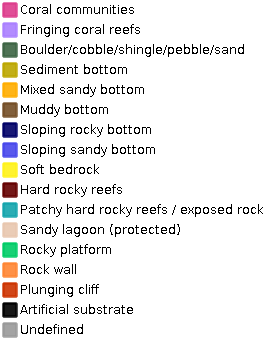 Coral communities
Fringing coral reefs
Boulder/cobble/shingle/pebble/sand
Sediment bottom
Mixed sandy bottom
Muddy bottom
Sloping rocky bottom
Sloping sandy bottom
Soft bedrock
Hard rocky reefs
Patchy hard rocky reefs / exposed rock
Sandy lagoon (protected)
Rocky platform
Rock wall
Plunging cliff
Artificial substrate
Undefined